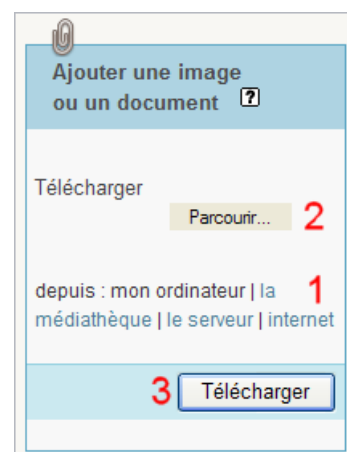 Ajouter une image
ou un document ?
Télécharger
Parcourir... 2
depuis : mon ordinateur | la 1
médiathèque | le serveur | internet
3 Télécharger